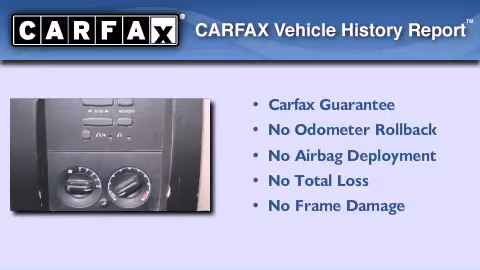 CARFAX®
CARFAX Vehicle History Report™
• Carfax Guarantee
• No Odometer Rollback
• No Airbag Deployment
• No Total Loss
• No Frame Damage